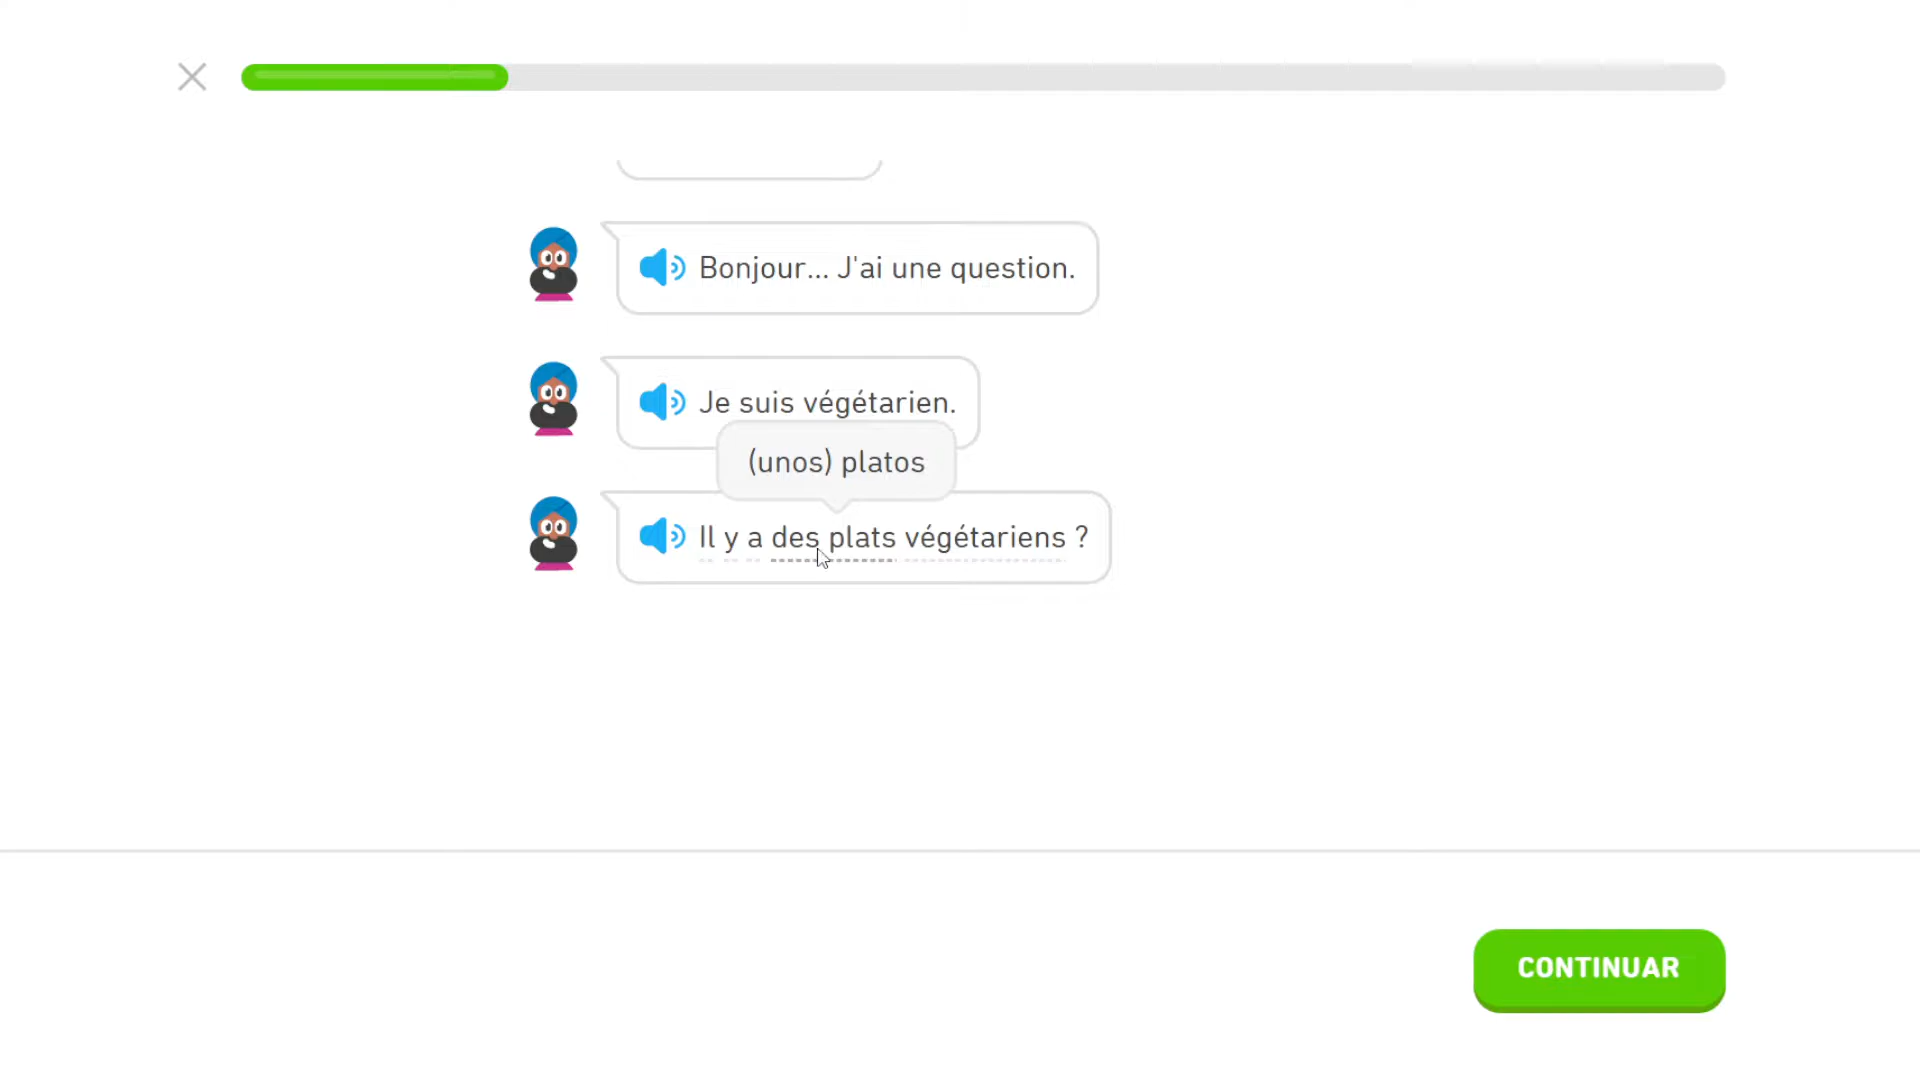 Bonjour... J'ai une question.
Je suis végétarien.
(unos) platos
Il y a des plats végétariens ?
CONTINUAR